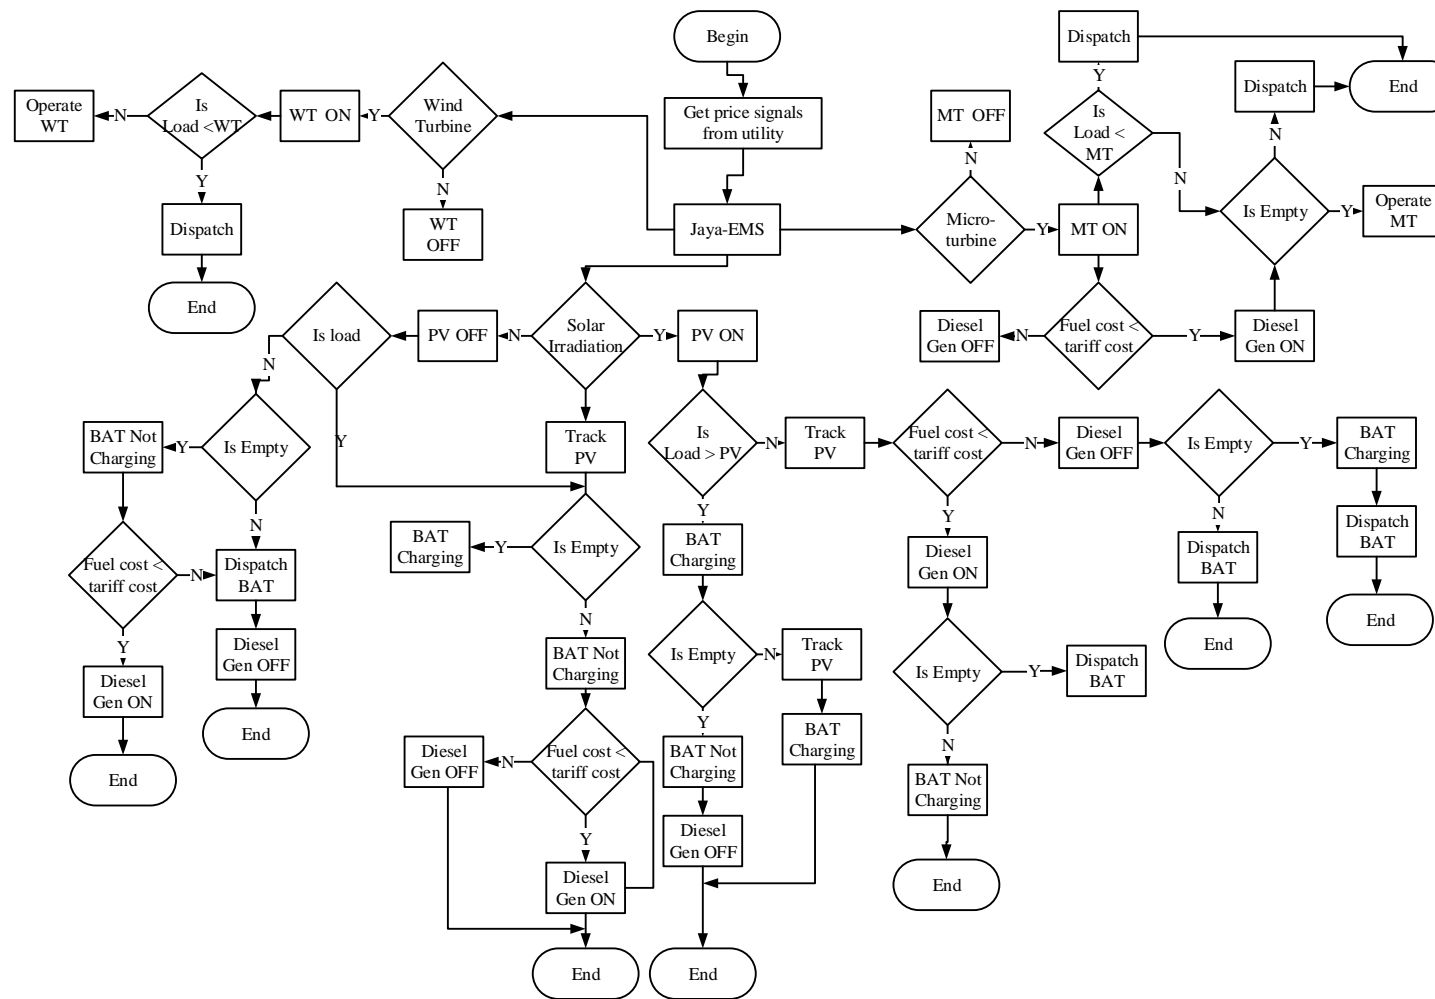 Begin
Get price signals
from utility
Jaya-EMS
Wind
Turbine
Y
WT ON
Is
Load <WT
N
Operate
WT
Y
Dispatch
End
N
WT
OFF
Micro-
turbine
N
MT OFF
Y
MT ON
Is
Load <
MT
Y
Dispatch
End
N
Is Empty
N
Dispatch
Y
Operate
MT
Fuel cost <
tariff cost
N
Diesel
Gen OFF
Y
Diesel
Gen ON
Solar
Irradiation
N
PV OFF
Is load
N
Y
Is Empty
Y
BAT Not
Charging
Fuel cost <
tariff cost
N
Dispatch
BAT
N
Diesel
Gen OFF
End
Y
Diesel
Gen ON
End
Track
PV
Is Empty
Y
BAT
Charging
N
BAT Not
Charging
Fuel cost <
tariff cost
N
Diesel
Gen OFF
Y
Diesel
Gen ON
End
Y
PV ON
Is
Load > PV
Y
BAT
Charging
Is Empty
N
Track
PV
BAT
Charging
Y
BAT Not
Charging
Diesel
Gen OFF
End
N
Track
PV
Fuel cost <
tariff cost
Y
Diesel
Gen ON
Is Empty
Y
Dispatch
BAT
N
BAT Not
Charging
End
N
Diesel
Gen OFF
Is Empty
N
Dispatch
BAT
End
Y
BAT
Charging
Dispatch
BAT
End